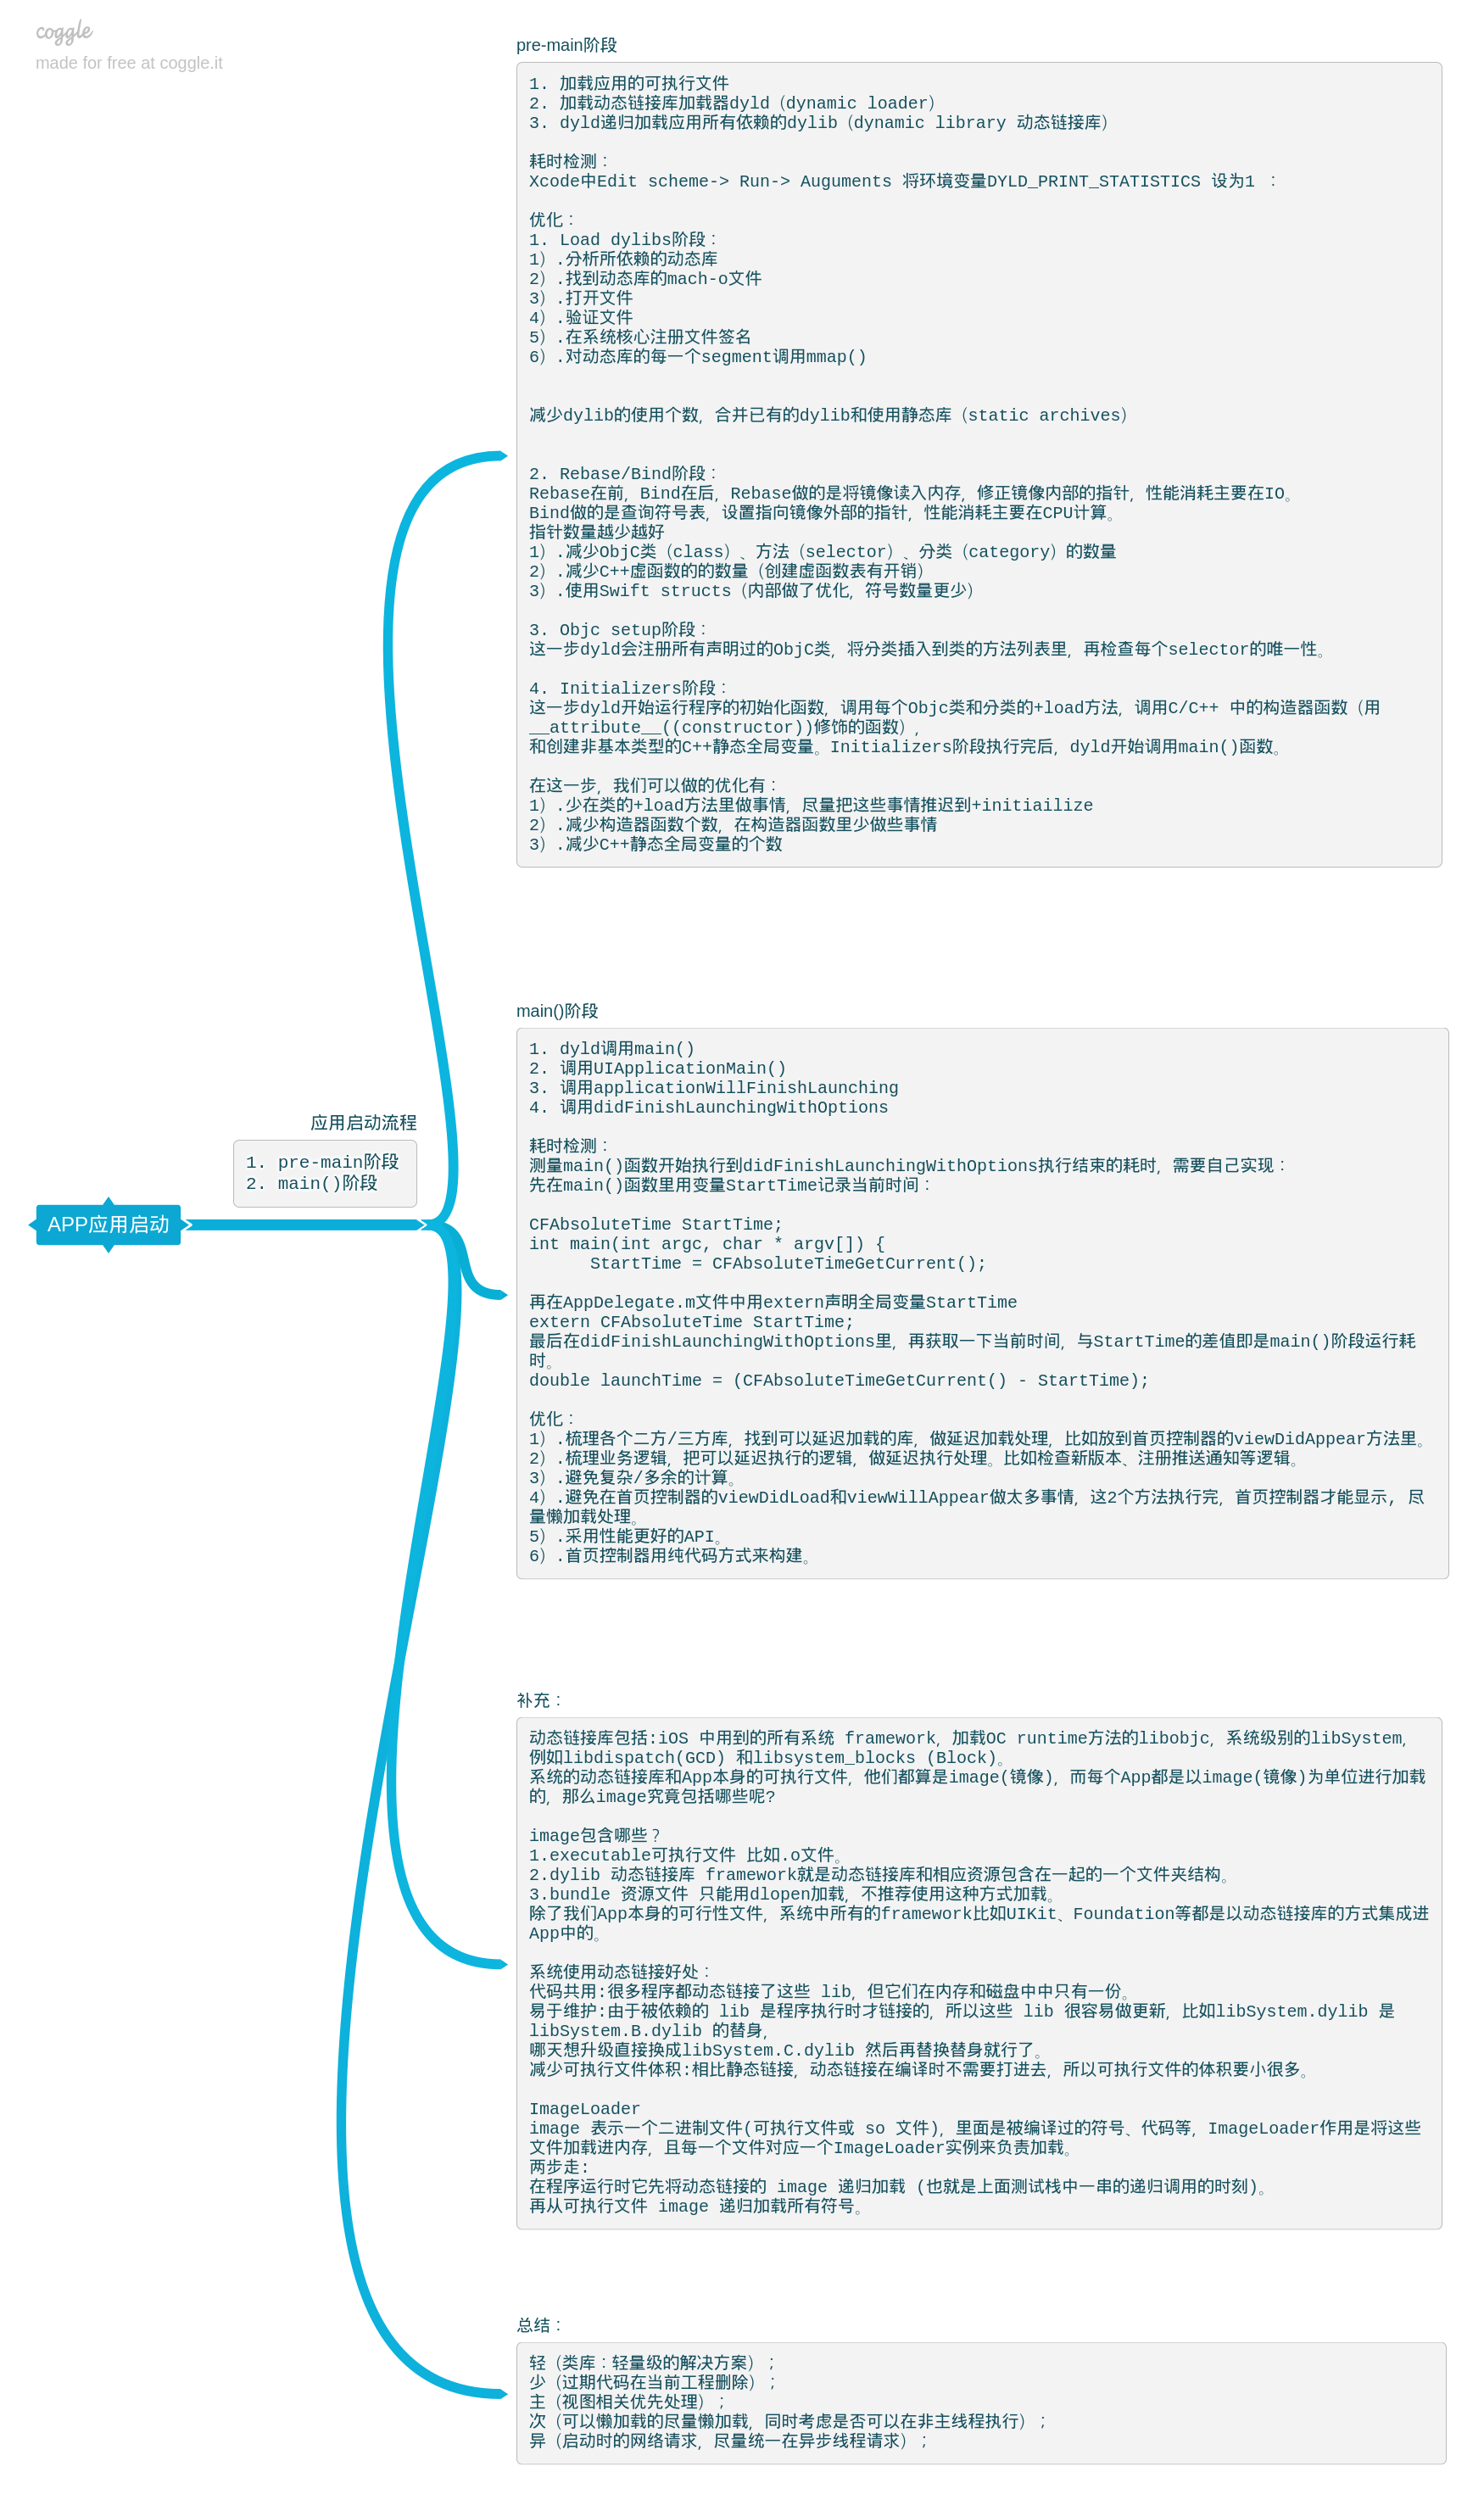 coggle
made for free at coggle.it
pre-main阶段
1. 加载应用的可执行文件
2. 加载动态链接库加载器dyld（dynamic loader）
3. dyld递归加载应用所有依赖的dylib（dynamic library 动态链接库）
耗时检测：
Xcode中Edit scheme-> Run-> Auguments 将环境变量DYLD_PRINT_STATISTICS 设为1 ：
优化：
1. Load dylibs阶段：
1）.分析所依赖的动态库
2）.找到动态库的mach-o文件
3）.打开文件
4）.验证文件
5）.在系统核心注册文件签名
6）.对动态库的每一个segment调用mmap()
减少dylib的使用个数，合并已有的dylib和使用静态库（static archives）
2. Rebase/Bind阶段：
Rebase在前，Bind在后，Rebase做的是将镜像读入内存，修正镜像内部的指针，性能消耗主要在IO。
Bind做的是查询符号表，设置指向镜像外部的指针，性能消耗主要在CPU计算。
指针数量越少越好
1）.减少ObjC类（class）、方法（selector）、分类（category）的数量
2）.减少C++虚函数的的数量（创建虚函数表有开销）
3）.使用Swift structs（内部做了优化，符号数量更少）
3. Objc setup阶段：
这一步dyld会注册所有声明过的ObjC类，将分类插入到类的方法列表里，再检查每个selector的唯一性。
4. Initializers阶段：
这一步dyld开始运行程序的初始化函数，调用每个Objc类和分类的+load方法，调用C/C++ 中的构造器函数（用
__attribute__((constructor))修饰的函数），
和创建非基本类型的C++静态全局变量。Initializers阶段执行完后，dyld开始调用main()函数。
在这一步，我们可以做的优化有：
1）.少在类的+load方法里做事情，尽量把这些事情推迟到+initiailize
2）.减少构造器函数个数，在构造器函数里少做些事情
3）.减少C++静态全局变量的个数
main()阶段
1. dyld调用main()
2. 调用UIApplicationMain()
3. 调用applicationWillFinishLaunching
4. 调用didFinishLaunchingWithOptions
耗时检测：
测量main()函数开始执行到didFinishLaunchingWithOptions执行结束的耗时，需要自己实现：
先在main()函数里用变量StartTime记录当前时间：
CFAbsoluteTime StartTime;
int main(int argc, char * argv[]) {
      StartTime = CFAbsoluteTimeGetCurrent();
再在AppDelegate.m文件中用extern声明全局变量StartTime
extern CFAbsoluteTime StartTime;
最后在didFinishLaunchingWithOptions里，再获取一下当前时间，与StartTime的差值即是main()阶段运行耗
时。
double launchTime = (CFAbsoluteTimeGetCurrent() - StartTime);
优化：
1）.梳理各个二方/三方库，找到可以延迟加载的库，做延迟加载处理，比如放到首页控制器的viewDidAppear方法里。
2）.梳理业务逻辑，把可以延迟执行的逻辑，做延迟执行处理。比如检查新版本、注册推送通知等逻辑。
3）.避免复杂/多余的计算。
4）.避免在首页控制器的viewDidLoad和viewWillAppear做太多事情，这2个方法执行完，首页控制器才能显示, 尽
量懒加载处理。
5）.采用性能更好的API。
6）.首页控制器用纯代码方式来构建。
应用启动流程
1. pre-main阶段
2. main()阶段
APP应用启动
补充：
动态链接库包括:iOS 中用到的所有系统 framework，加载OC runtime方法的libobjc，系统级别的libSystem，
例如libdispatch(GCD) 和libsystem_blocks (Block)。
系统的动态链接库和App本身的可执行文件，他们都算是image(镜像)，而每个App都是以image(镜像)为单位进行加载
的，那么image究竟包括哪些呢?
image包含哪些？
1.executable可执行文件 比如.o文件。
2.dylib 动态链接库 framework就是动态链接库和相应资源包含在一起的一个文件夹结构。
3.bundle 资源文件 只能用dlopen加载，不推荐使用这种方式加载。
除了我们App本身的可行性文件，系统中所有的framework比如UIKit、Foundation等都是以动态链接库的方式集成进
App中的。
系统使用动态链接好处：
代码共用:很多程序都动态链接了这些 lib，但它们在内存和磁盘中中只有一份。
易于维护:由于被依赖的 lib 是程序执行时才链接的，所以这些 lib 很容易做更新，比如libSystem.dylib 是
libSystem.B.dylib 的替身，
哪天想升级直接换成libSystem.C.dylib 然后再替换替身就行了。
减少可执行文件体积:相比静态链接，动态链接在编译时不需要打进去，所以可执行文件的体积要小很多。
ImageLoader
image 表示一个二进制文件(可执行文件或 so 文件)，里面是被编译过的符号、代码等，ImageLoader作用是将这些
文件加载进内存，且每一个文件对应一个ImageLoader实例来负责加载。
两步走:
在程序运行时它先将动态链接的 image 递归加载 (也就是上面测试栈中一串的递归调用的时刻)。
再从可执行文件 image 递归加载所有符号。
总结：
轻（类库：轻量级的解决方案）；
少（过期代码在当前工程删除）；
主（视图相关优先处理）；
次（可以懒加载的尽量懒加载，同时考虑是否可以在非主线程执行）；
异（启动时的网络请求，尽量统一在异步线程请求）；